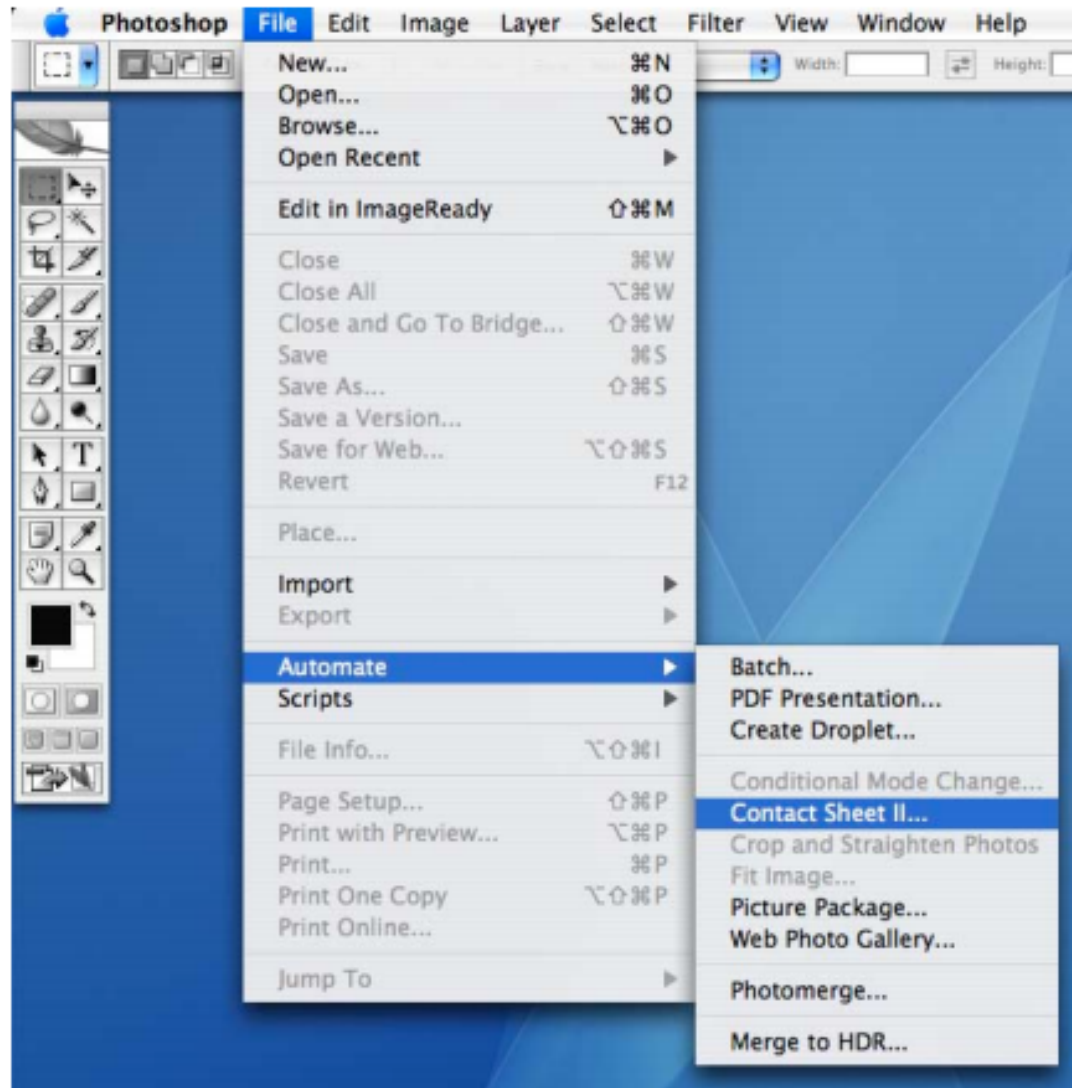 Photoshop File Edit Image Layer Select Filter View Window Help
Width: Height:
New... ⌘N
Open... ⌘O
Browse... ⌥⌘O
Open Recent ▶
Edit in ImageReady ⇧⌘M
Close ⌘W
Close All ⌥⌘W
Close and Go To Bridge... ⇧⌘W
Save ⌘S
Save As... ⇧⌘S
Save a Version...
Save for Web... ⌥⇧⌘S
Revert F12
Place...
Import ▶
Export ▶
Automate ▶
Scripts ▶
File Info... ⌥⇧⌘I
Page Setup... ⇧⌘P
Print with Preview... ⌥⌘P
Print... ⌘P
Print One Copy ⌥⇧⌘P
Print Online...
Jump To ▶
Batch...
PDF Presentation...
Create Droplet...
Conditional Mode Change...
Contact Sheet II...
Crop and Straighten Photos
Fit Image...
Picture Package...
Web Photo Gallery...
Photomerge...
Merge to HDR...
T